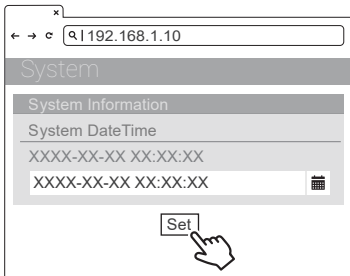 192.168.1.10
System
System Information
System DateTime
XXXX-XX-XX XX:XX:XX
XXXX-XX-XX XX:XX:XX
Set